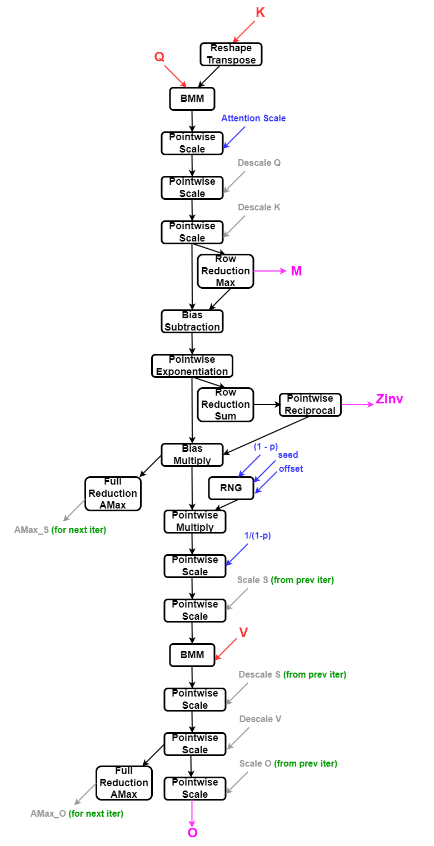 K
Reshape
Transpose
Q
BMM
Attention Scale
Pointwise
Scale
Descale Q
Pointwise
Scale
Descale K
Pointwise
Scale
Row
Reduction
Max
M
Bias
Subtraction
Pointwise
Exponentiation
Row
Reduction
Sum
Pointwise
Reciprocal
Zinv
Bias
Multiply
(1 - p)
seed
offset
Full
Reduction
AMax
RNG
AMax_S (for next iter)
Pointwise
Multiply
1/(1-p)
Pointwise
Scale
Scale S (from prev iter)
Pointwise
Scale
V
BMM
Descale S (from prev iter)
Pointwise
Scale
Descale V
Pointwise
Scale
Scale O (from prev iter)
Full
Reduction
AMax
Pointwise
Scale
AMax_O (for next iter)
O